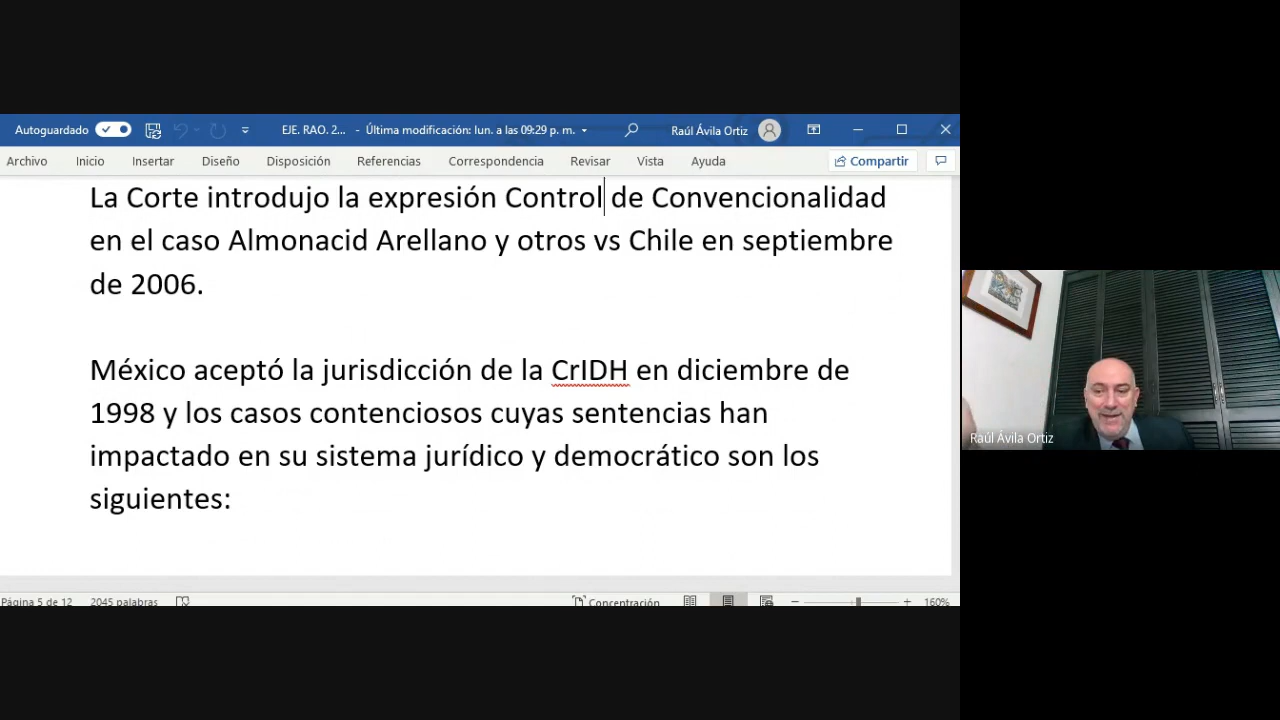 Autoguardado EJE. RAO. 2... - Última modificación: lun. a las 09:29 p. m. Raúl Ávila Ortiz
Archivo Inicio Insertar Diseño Disposición Referencias Correspondencia Revisar Vista Ayuda Compartir
La Corte introdujo la expresión Control de Convencionalidad
en el caso Almonacid Arellano y otros vs Chile en septiembre
de 2006.
México aceptó la jurisdicción de la CrIDH en diciembre de
1998 y los casos contenciosos cuyas sentencias han
impactado en su sistema jurídico y democrático son los
siguientes:
Página 5 de 12 2045 palabras Concentración 160%
Raúl Ávila Ortiz